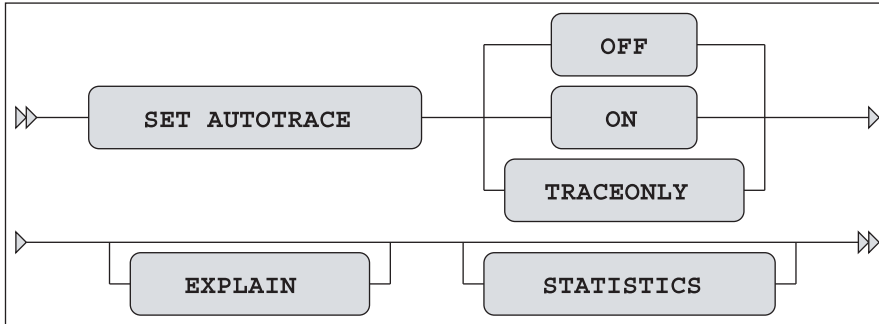 OFF
SET AUTOTRACE
ON
TRACEONLY
EXPLAIN
STATISTICS